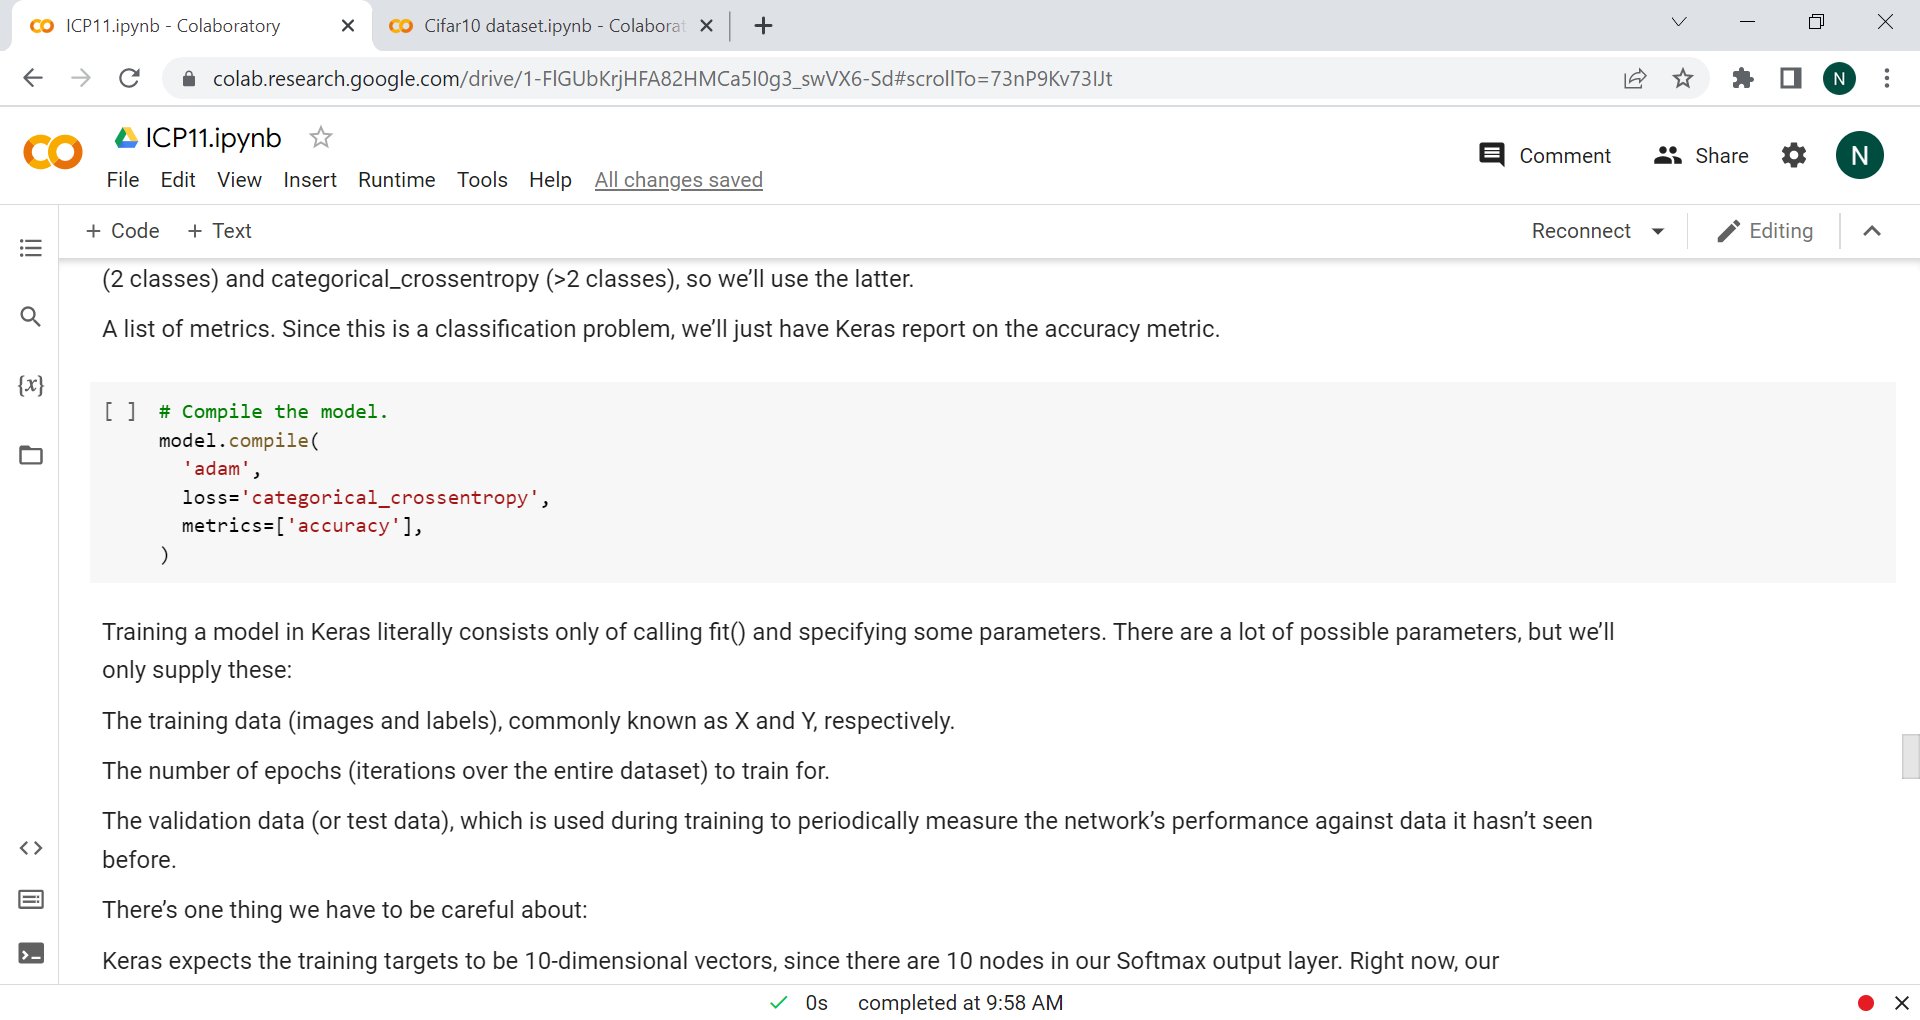 ICP11.ipynb - Colaboratory
Cifar10 dataset.ipynb - Colaborat
colab.research.google.com/drive/1-FlGUbKrjHFA82HMCa5I0g3_swVX6-Sd#scrollTo=73nP9Kv73IJt
N
ICP11.ipynb
File Edit View Insert Runtime Tools Help All changes saved
Comment Share N
+ Code + Text Reconnect Editing
(2 classes) and categorical_crossentropy (>2 classes), so we’ll use the latter.
A list of metrics. Since this is a classification problem, we’ll just have Keras report on the accuracy metric.
{x}
[ ] # Compile the model.
model.compile(
'adam',
loss='categorical_crossentropy',
metrics=['accuracy'],
)
Training a model in Keras literally consists only of calling fit() and specifying some parameters. There are a lot of possible parameters, but we’ll
only supply these:
The training data (images and labels), commonly known as X and Y, respectively.
The number of epochs (iterations over the entire dataset) to train for.
The validation data (or test data), which is used during training to periodically measure the network’s performance against data it hasn’t seen
before.
There’s one thing we have to be careful about:
Keras expects the training targets to be 10-dimensional vectors, since there are 10 nodes in our Softmax output layer. Right now, our
0s completed at 9:58 AM